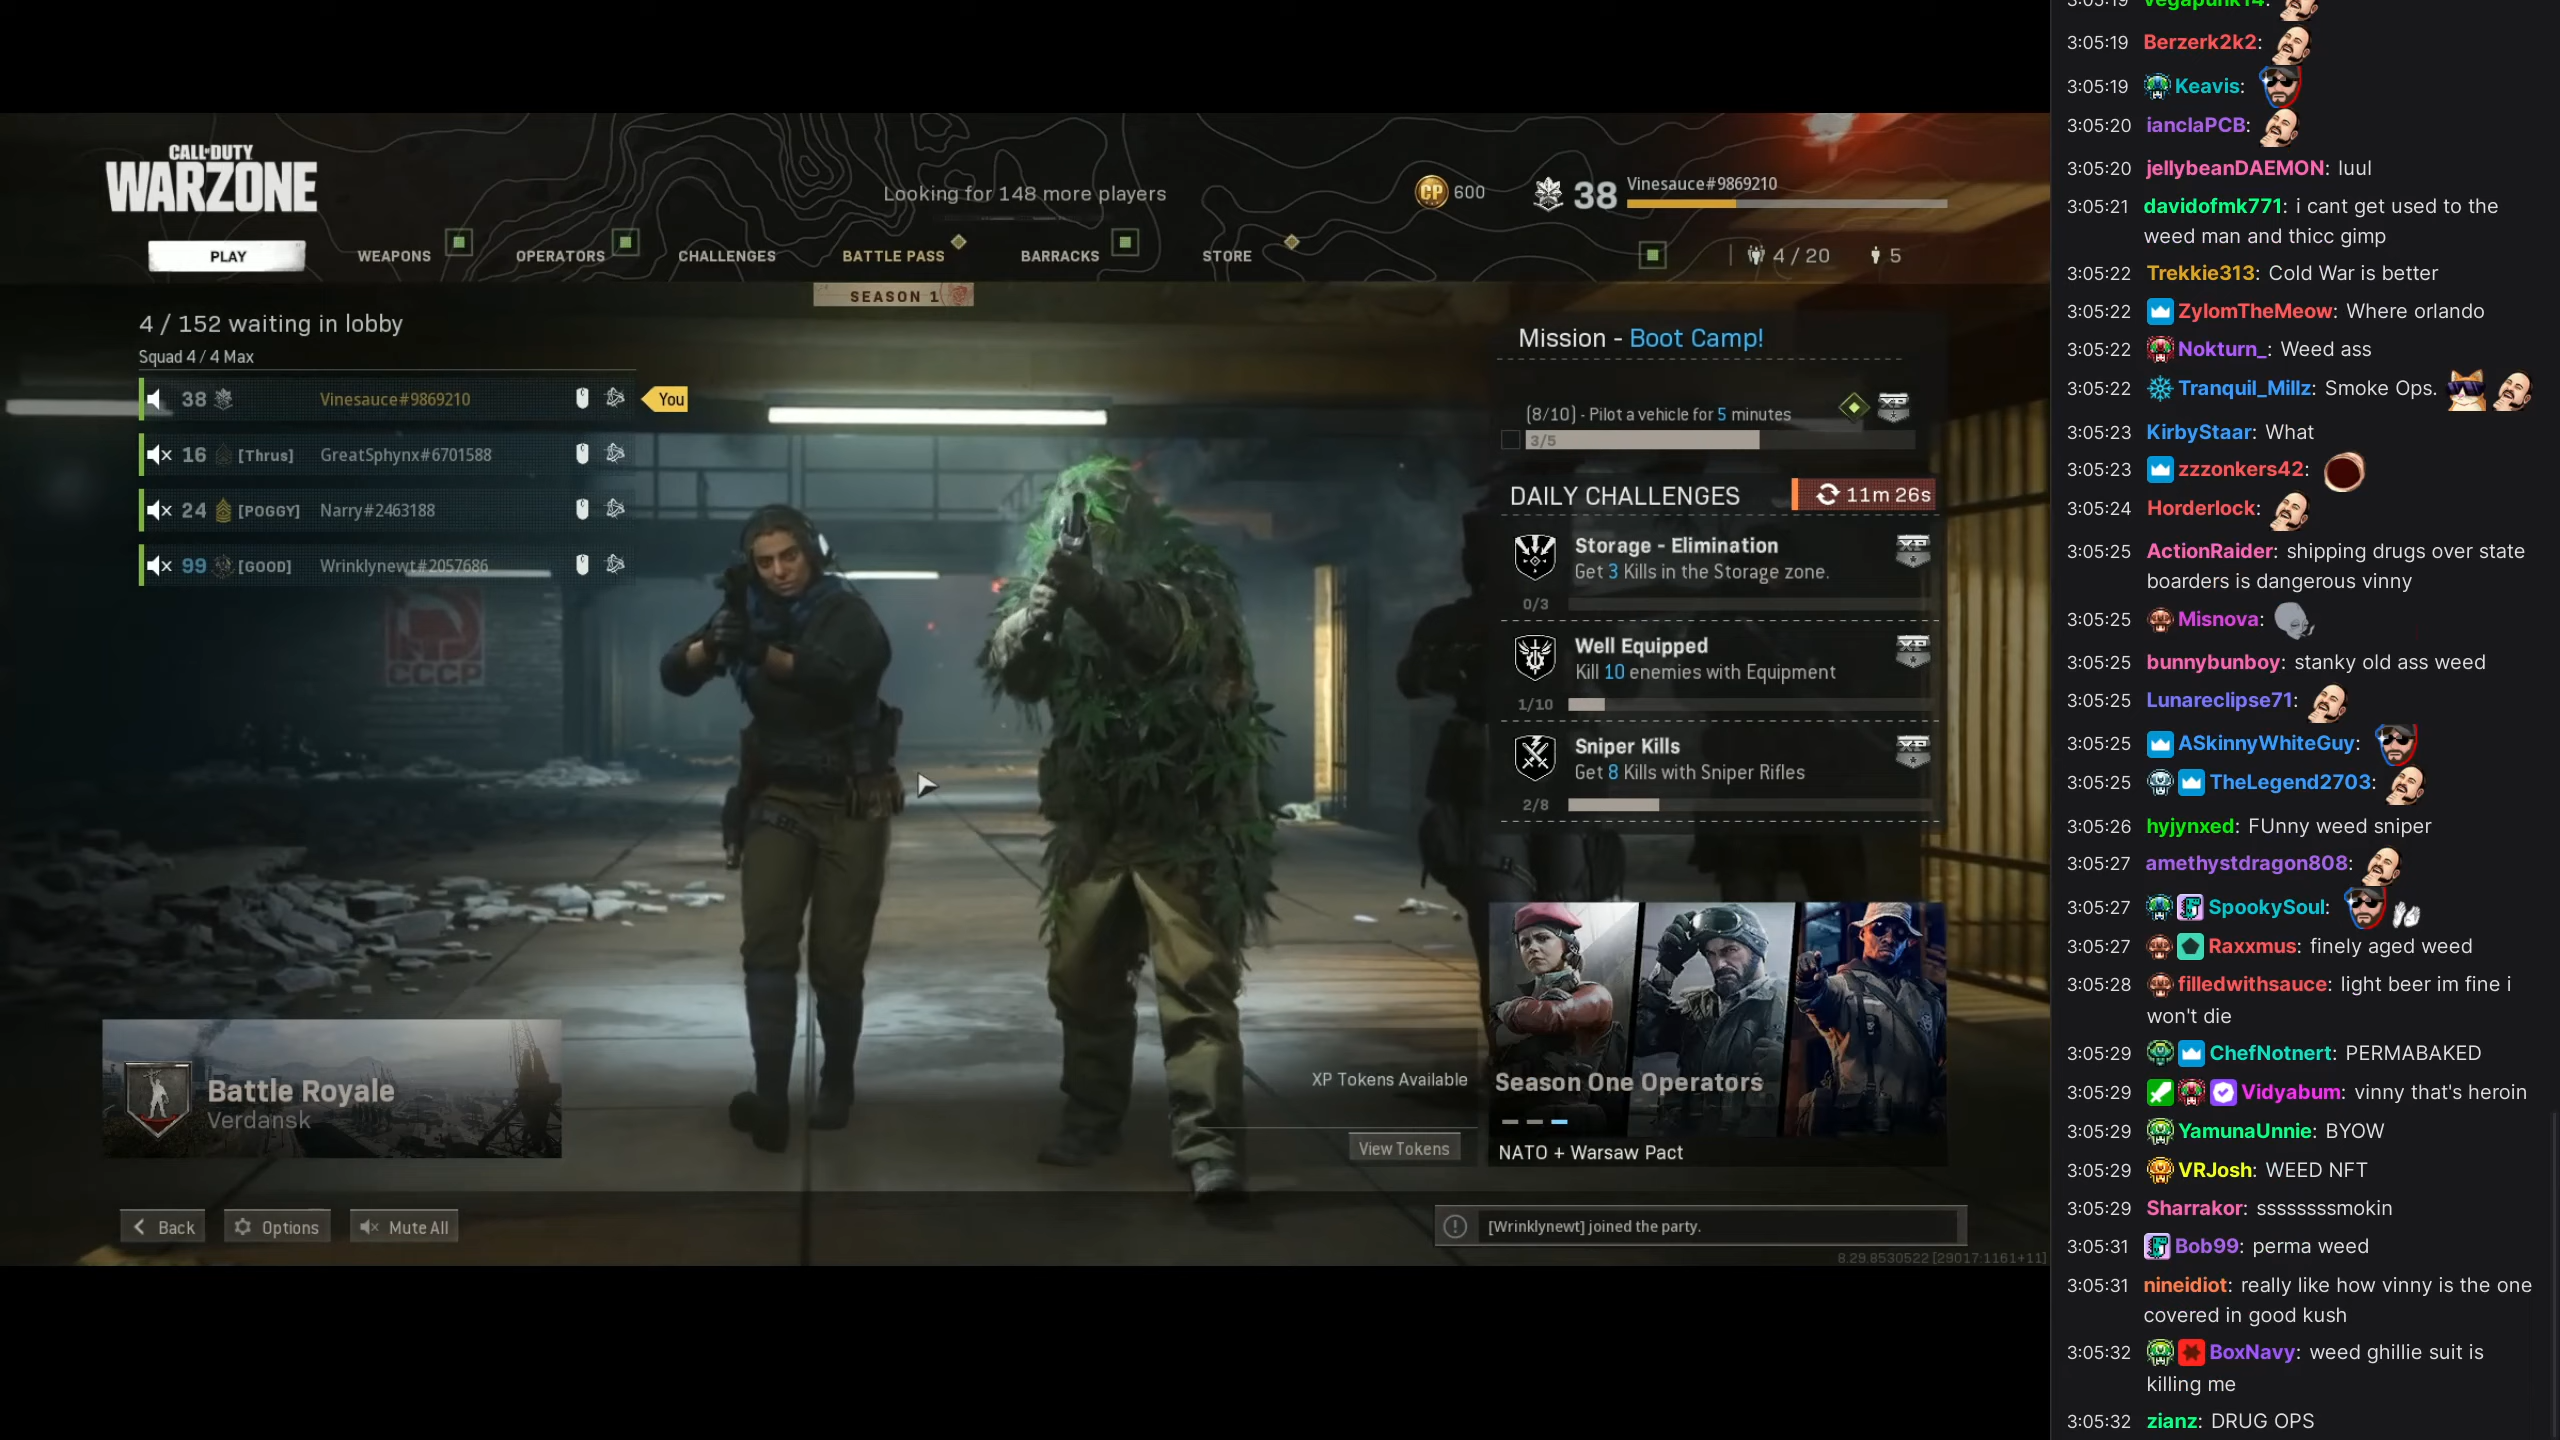 CALL OF DUTY
WARZONE
Looking for 148 more players
CP 600
38
Vinesauce#9869210
PLAY
WEAPONS
OPERATORS
CHALLENGES
BATTLE PASS
BARRACKS
STORE
4 / 20
5
SEASON 1
4 / 152 waiting in lobby
Squad 4 / 4 Max
38 Vinesauce#9869210
You
16 [Thrus] GreatSphynx#6701588
24 [POGGY] Narry#2463188
99 [GOOD] Wrinklynewt#2057686
CCCP
Mission - Boot Camp!
[8/10] - Pilot a vehicle for 5 minutes
XP
3/5
DAILY CHALLENGES
11m 26s
Storage - Elimination
XP
Get 3 Kills in the Storage zone.
0/3
Well Equipped
XP
Kill 10 enemies with Equipment
1/10
Sniper Kills
XP
Get 8 Kills with Sniper Rifles
2/8
Battle Royale
Verdansk
XP Tokens Available
View Tokens
Season One Operators
NATO + Warsaw Pact
Back
Options
Mute All
[Wrinklynewt] joined the party.
8.29.8530522 [29017:1161+11]
3:05:19 vegapunk14:
3:05:19 Berzerk2k2:
3:05:19 Keavis:
3:05:20 ianclaPCB:
3:05:20 jellybeanDAEMON: luul
3:05:21 davidofmk771: i cant get used to the
weed man and thicc gimp
3:05:22 Trekkie313: Cold War is better
3:05:22 ZylomTheMeow: Where orlando
3:05:22 Nokturn_: Weed ass
3:05:22 Tranquil_Millz: Smoke Ops.
3:05:23 KirbyStaar: What
3:05:23 zzzonkers42:
3:05:24 Horderlock:
3:05:25 ActionRaider: shipping drugs over state
boarders is dangerous vinny
3:05:25 Misnova:
3:05:25 bunnybunboy: stanky old ass weed
3:05:25 Lunareclipse71:
3:05:25 ASkinnyWhiteGuy:
3:05:25 TheLegend2703:
3:05:26 hyjynxed: FUnny weed sniper
3:05:27 amethystdragon808:
3:05:27 SpookySoul:
3:05:27 Raxxmus: finely aged weed
3:05:28 filledwithsauce: light beer im fine i
won't die
3:05:29 ChefNotnert: PERMABAKED
3:05:29 Vidyabum: vinny that's heroin
3:05:29 YamunaUnnie: BYOW
3:05:29 VRJosh: WEED NFT
3:05:29 Sharrakor: sssssssssmokin
3:05:31 Bob99: perma weed
3:05:31 nineidiot: really like how vinny is the one
covered in good kush
3:05:32 BoxNavy: weed ghillie suit is
killing me
3:05:32 zianz: DRUG OPS